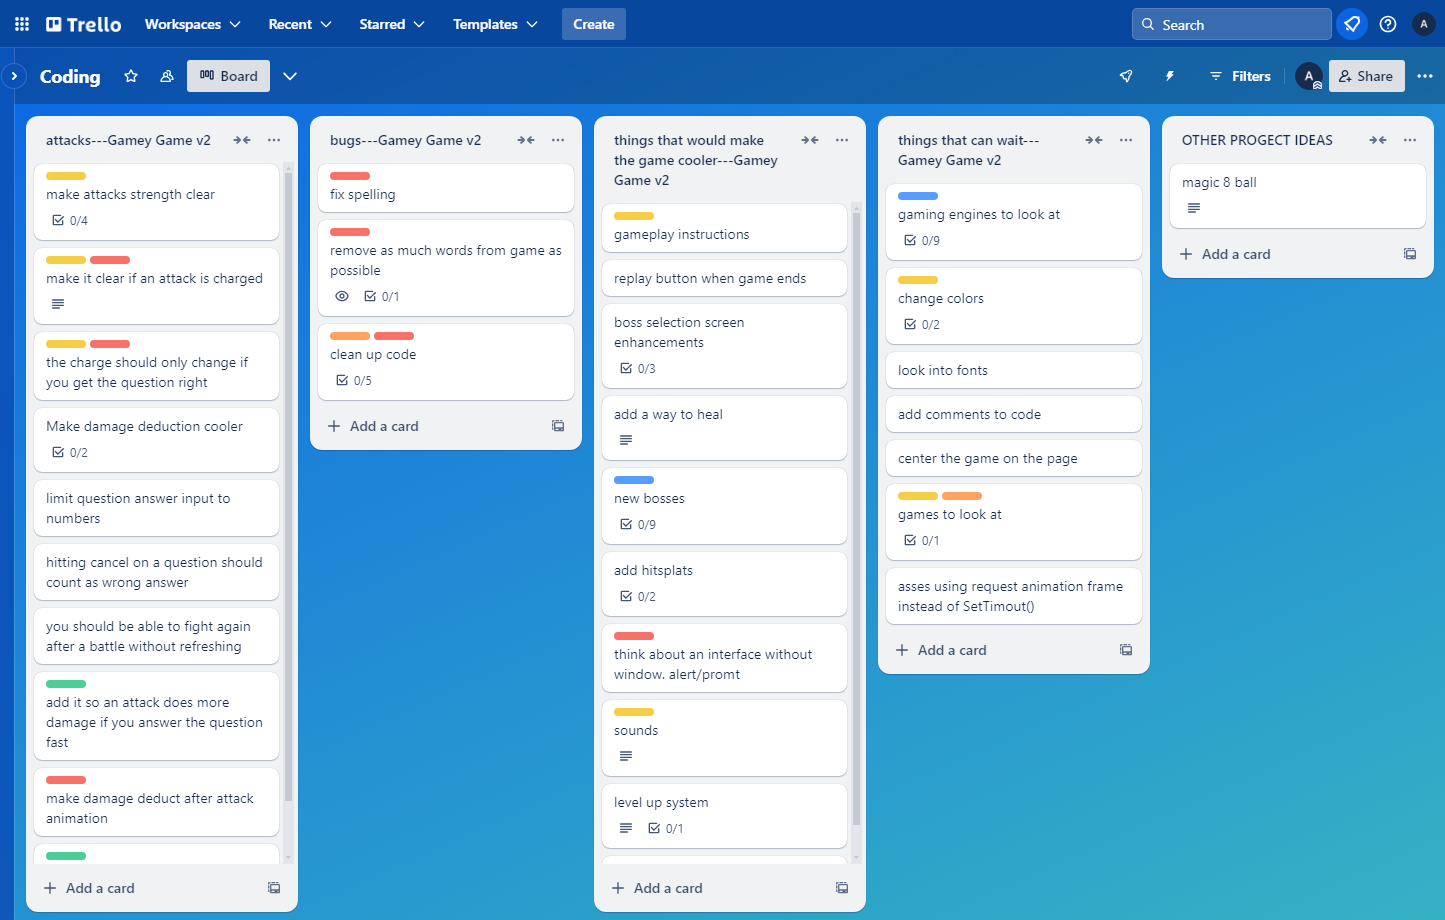 Trello
Workspaces
Recent
Starred
Templates
Create
Search
A
Coding
Board
Filters
A
Share
attacks---Gamey Game v2
make attacks strength clear
0/4
make it clear if an attack is charged
the charge should only change if
you get the question right
Make damage deduction cooler
0/2
limit question answer input to
numbers
hitting cancel on a question should
count as wrong answer
you should be able to fight again
after a battle without refreshing
add it so an attack does more
damage if you answer the question
fast
make damage deduct after attack
animation
Add a card
bugs---Gamey Game v2
fix spelling
remove as much words from game as
possible
0/1
clean up code
0/5
Add a card
things that would make
the game cooler---Gamey
Game v2
gameplay instructions
replay button when game ends
boss selection screen
enhancements
0/3
add a way to heal
new bosses
0/9
add hitsplats
0/2
think about an interface without
window. alert/promt
sounds
level up system
0/1
Add a card
things that can wait---
Gamey Game v2
gaming engines to look at
0/9
change colors
0/2
look into fonts
add comments to code
center the game on the page
games to look at
0/1
asses using request animation frame
instead of SetTimout()
Add a card
OTHER PROGECT IDEAS
magic 8 ball
Add a card